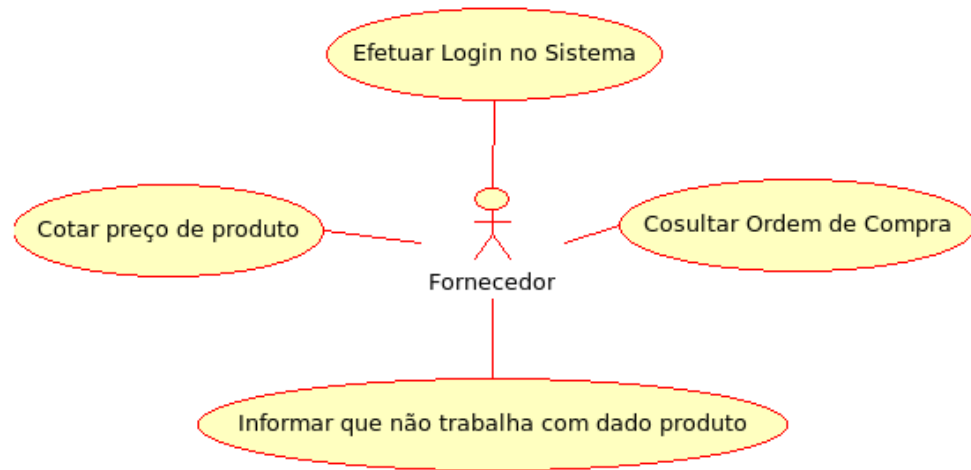 Efetuar Login no Sistema
Cotar preço de produto
Cosultar Ordem de Compra
Fornecedor
Informar que não trabalha com dado produto